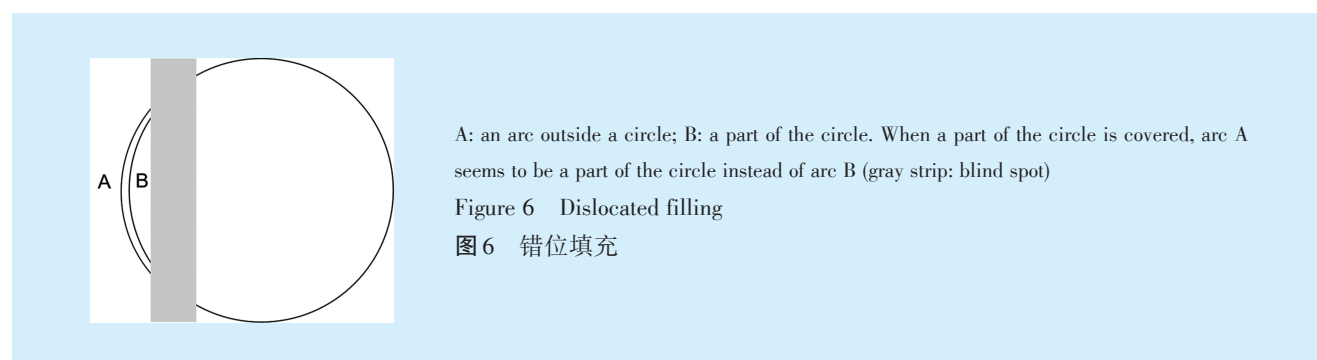 A B
A: an arc outside a circle; B: a part of the circle. When a part of the circle is covered, arc A
seems to be a part of the circle instead of arc B (gray strip: blind spot)
Figure 6 Dislocated filling
图6 错位填充